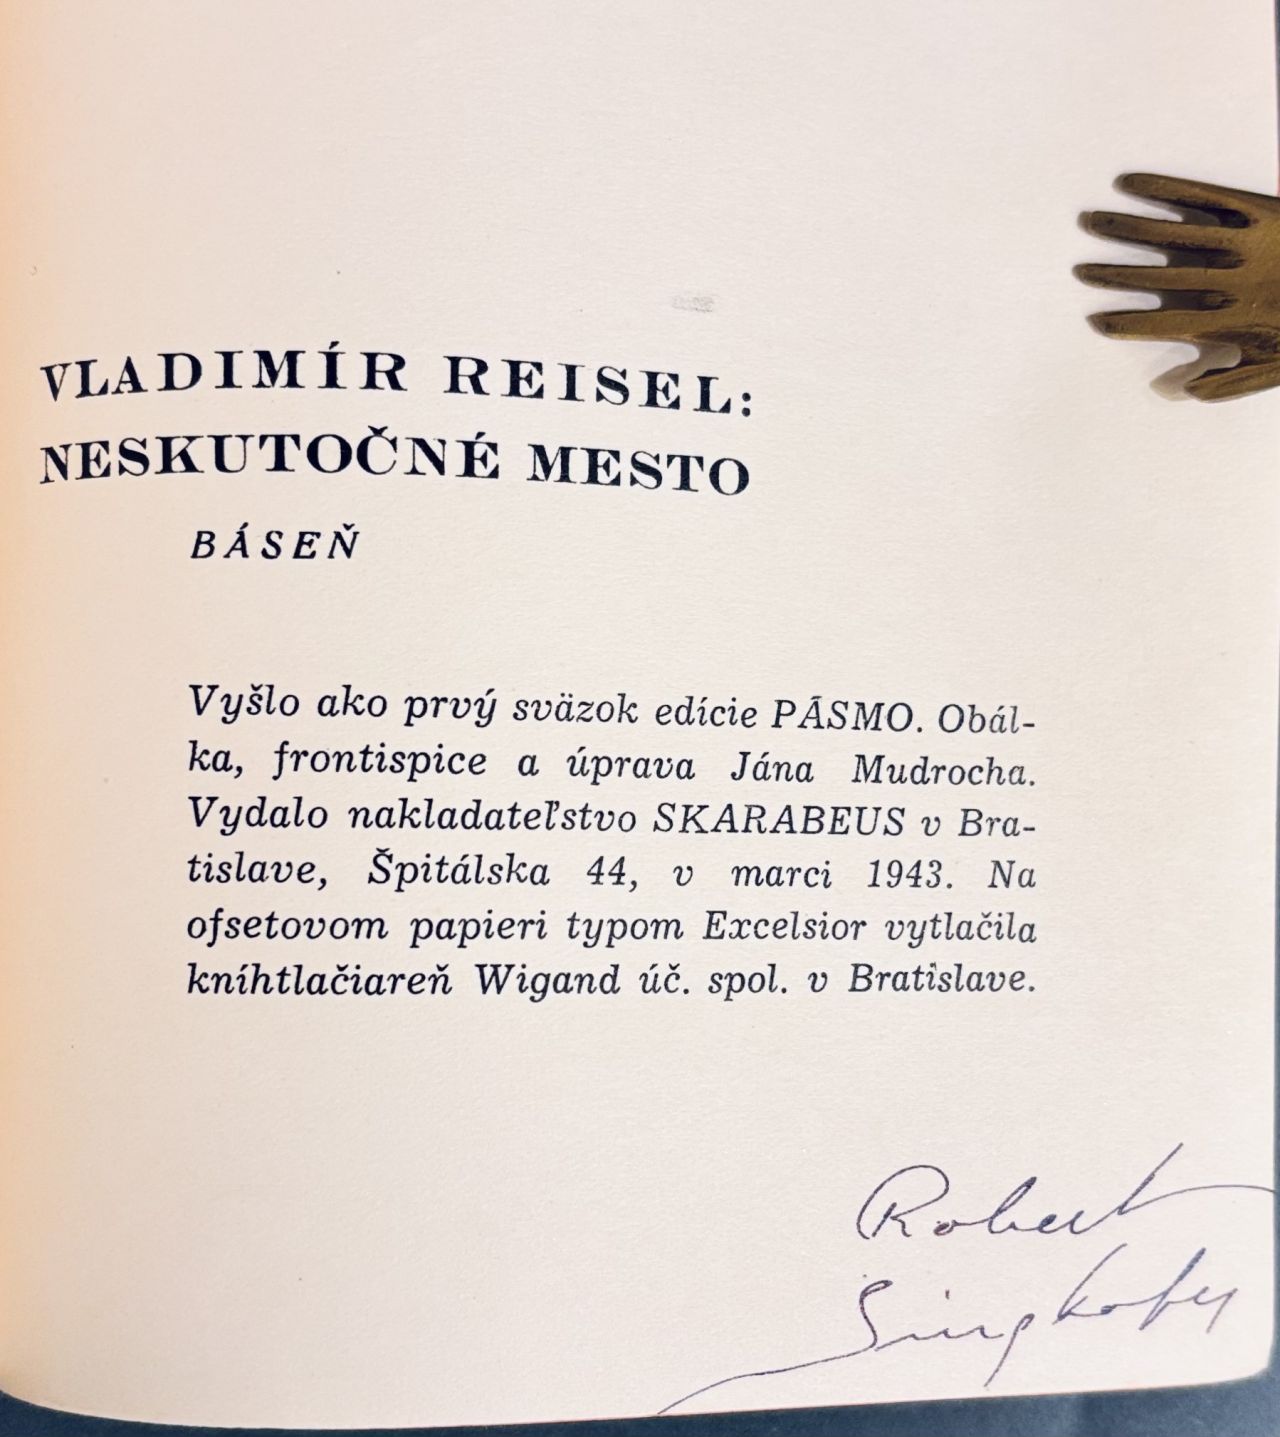 VLADIMÍR REISEL:
NESKUTOČNÉ MESTO
BÁSEŇ
Vyšlo ako prvý sväzok edície PÁSMO. Obál-
ka, frontispice a úprava Jána Mudrocha.
Vydalo nakladateľstvo SKARABEUS v Bra-
tislave, Špitálska 44, v marci 1943. Na
ofsetovom papieri typom Excelsior vytlačila
kníhtlačiareň Wigand úč. spol. v Bratislave.
Robert